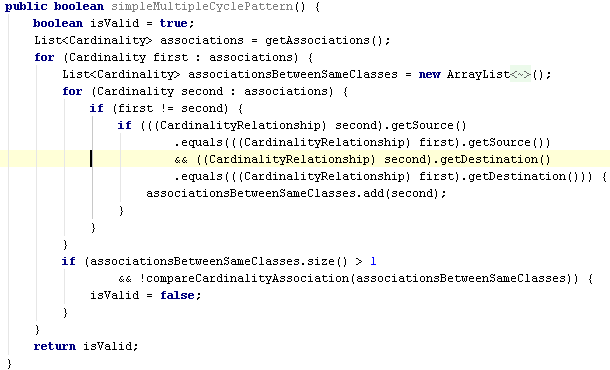 public boolean simpleMultipleCyclePattern() {
    boolean isValid = true;
    List<Cardinality> associations = getAssociations();
    for (Cardinality first : associations) {
        List<Cardinality> associationsBetweenSameClasses = new ArrayList<~>();
        for (Cardinality second : associations) {
            if (first != second) {
                if (((CardinalityRelationship) second).getSource()
                        .equals(((CardinalityRelationship) first).getSource())
                        && ((CardinalityRelationship) second).getDestination()
                        .equals(((CardinalityRelationship) first).getDestination())) {
                    associationsBetweenSameClasses.add(second);
                }
            }
        }
        if (associationsBetweenSameClasses.size() > 1
                && !compareCardinalityAssociation(associationsBetweenSameClasses)) {
            isValid = false;
        }
    }
    return isValid;
}